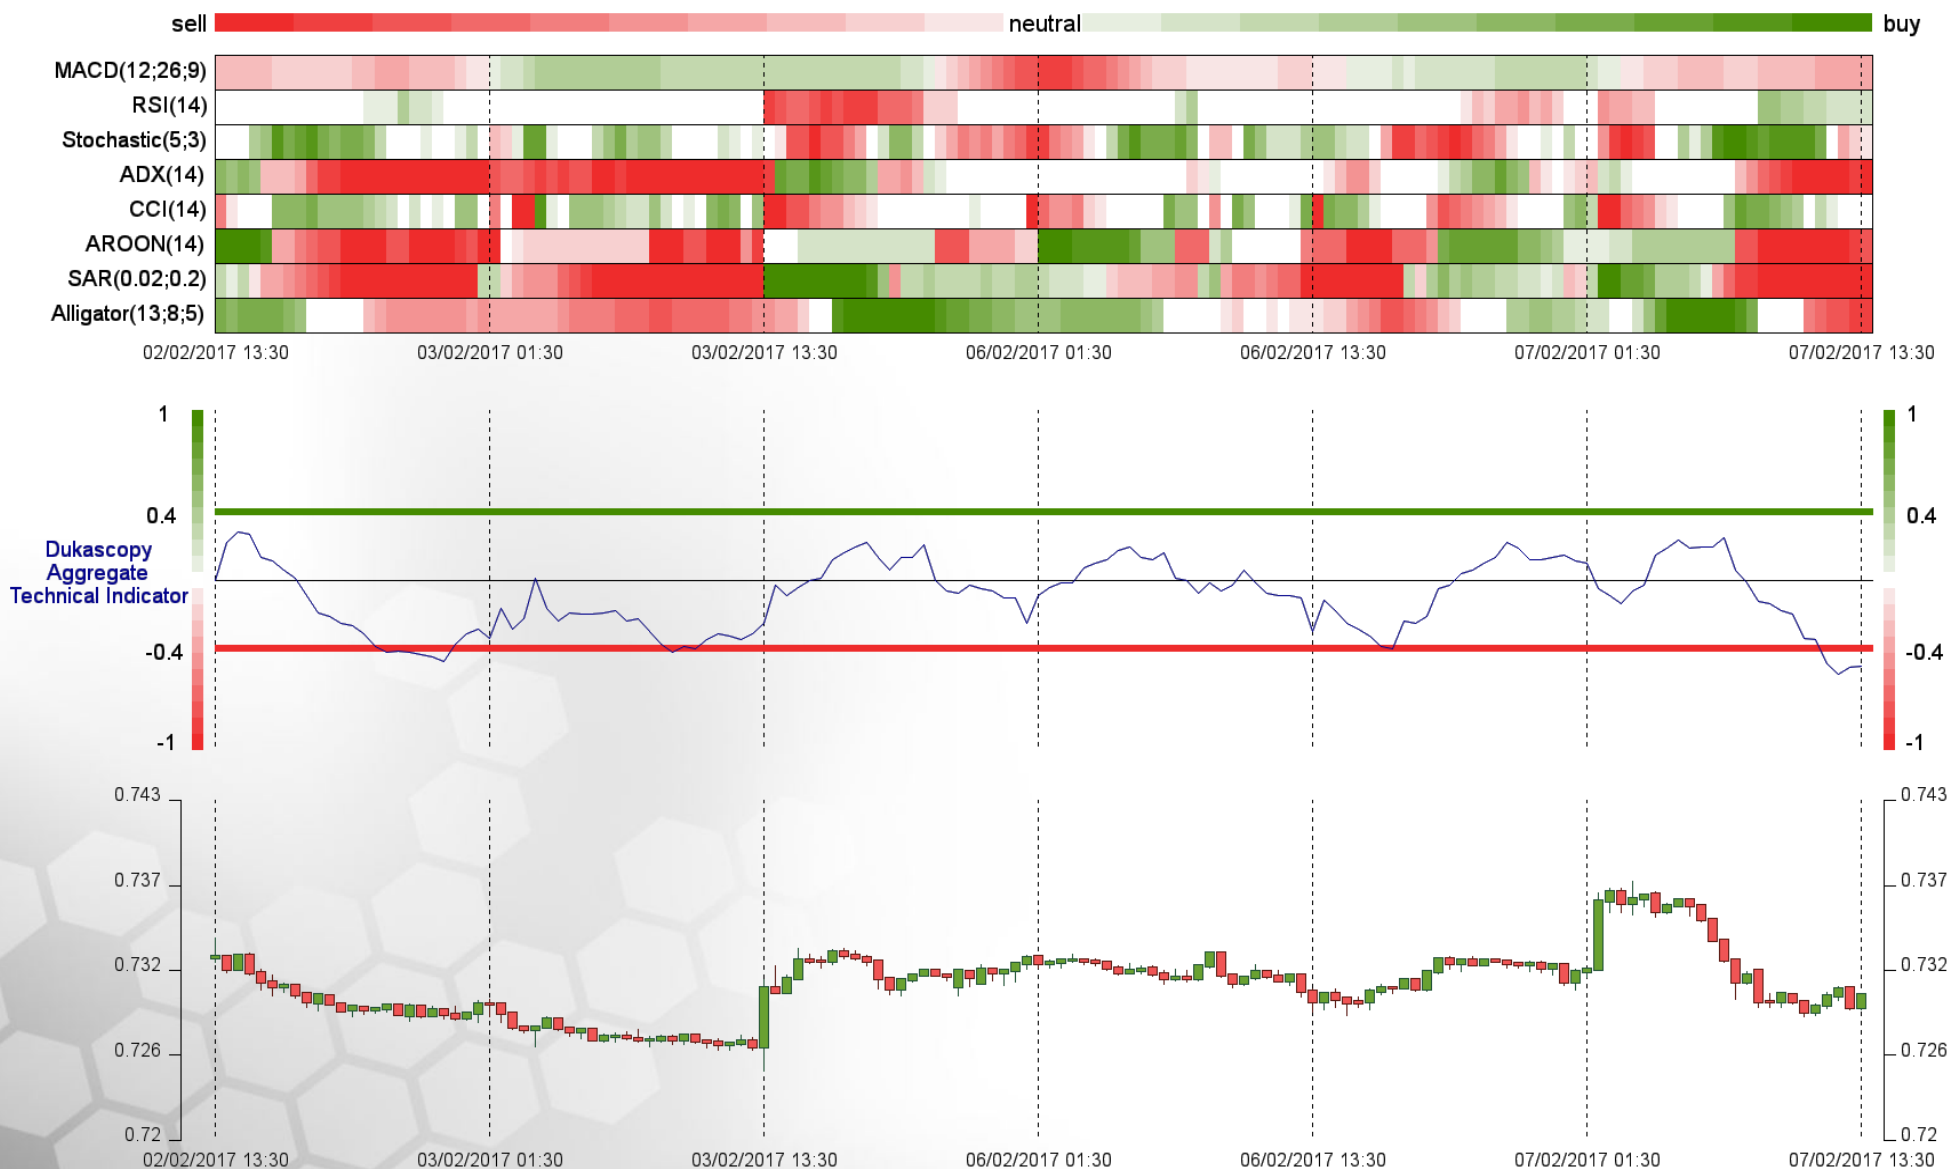 sell neutral buy
MACD(12;26;9)
RSI(14)
Stochastic(5;3)
ADX(14)
CCI(14)
AROON(14)
SAR(0.02;0.2)
Alligator(13;8;5)
02/02/2017 13:30 03/02/2017 01:30 03/02/2017 13:30 06/02/2017 01:30 06/02/2017 13:30 07/02/2017 01:30 07/02/2017 13:30
1 1
0.4 0.4
Dukascopy
Aggregate
Technical Indicator
-0.4 -0.4
-1 -1
0.743 0.743
0.737 0.737
0.732 0.732
0.726 0.726
0.72 0.72
02/02/2017 13:30 03/02/2017 01:30 03/02/2017 13:30 06/02/2017 01:30 06/02/2017 13:30 07/02/2017 01:30 07/02/2017 13:30